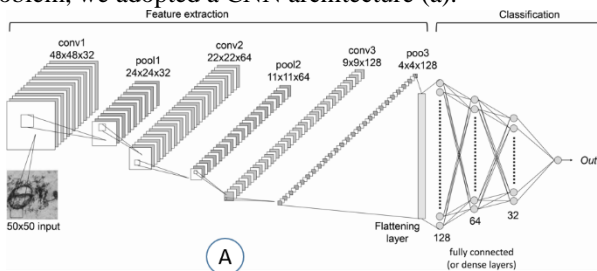 oblem, we adopted a CNN architecture (a).
Feature extraction
Classification
conv1
48x48x32
pool1
24x24x32
conv2
22x22x64
pool2
11x11x64
conv3
9x9x128
poo3
4x4x128
Out
50x50 input
Flattening
layer
128
64
32
fully connected
(or dense layers)
A